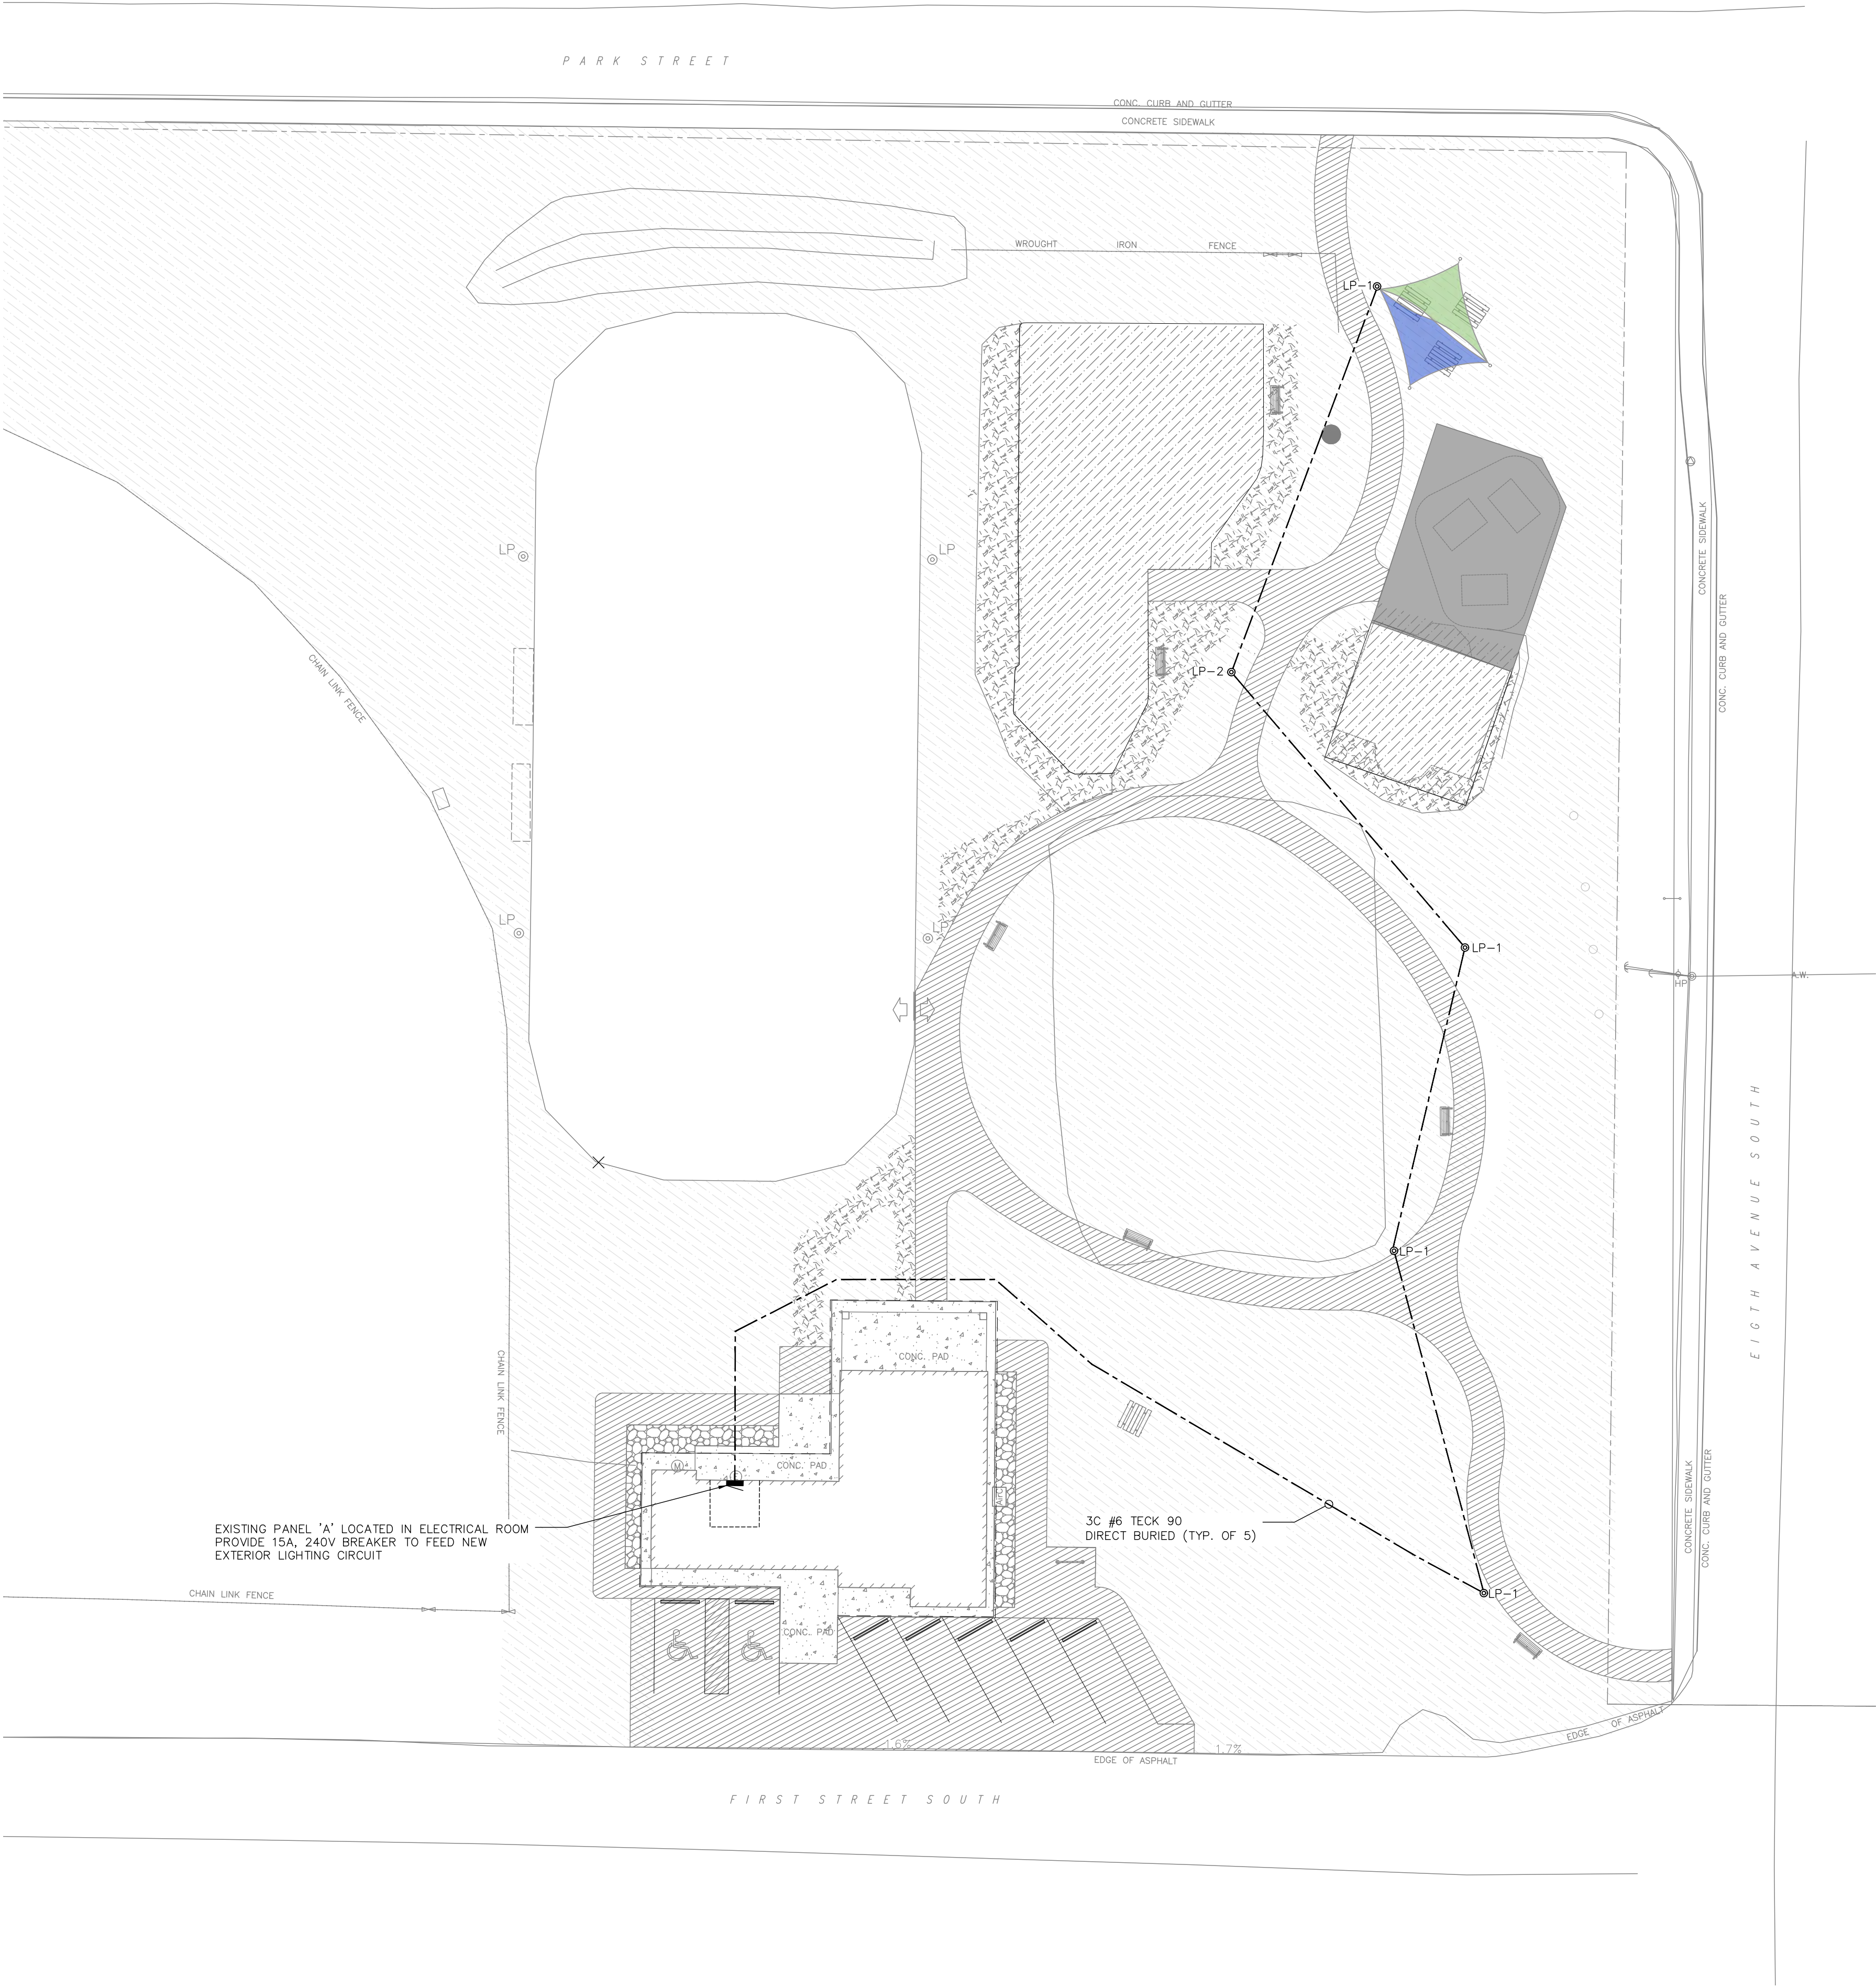 PARK STREET
CONC. CURB AND GUTTER
CONCRETE SIDEWALK
WROUGHT IRON FENCE
LP-1
LP
LP
CONCRETE SIDEWALK
CONC. CURB AND GUTTER
CHAIN LINK FENCE
LP-2
LP
LP
LP-1
HP
A.W.
EIGTH AVENUE SOUTH
LP-1
CONC. PAD
CHAIN LINK FENCE
M
CONC. PAD
EXISTING PANEL 'A' LOCATED IN ELECTRICAL ROOM
PROVIDE 15A, 240V BREAKER TO FEED NEW
EXTERIOR LIGHTING CIRCUIT
3C #6 TECK 90
DIRECT BURIED (TYP. OF 5)
CONCRETE SIDEWALK
CONC. CURB AND GUTTER
CHAIN LINK FENCE
LP-1
CONC. PAD
EDGE OF ASPHALT
1.6%
1.7%
EDGE OF ASPHALT
FIRST STREET SOUTH